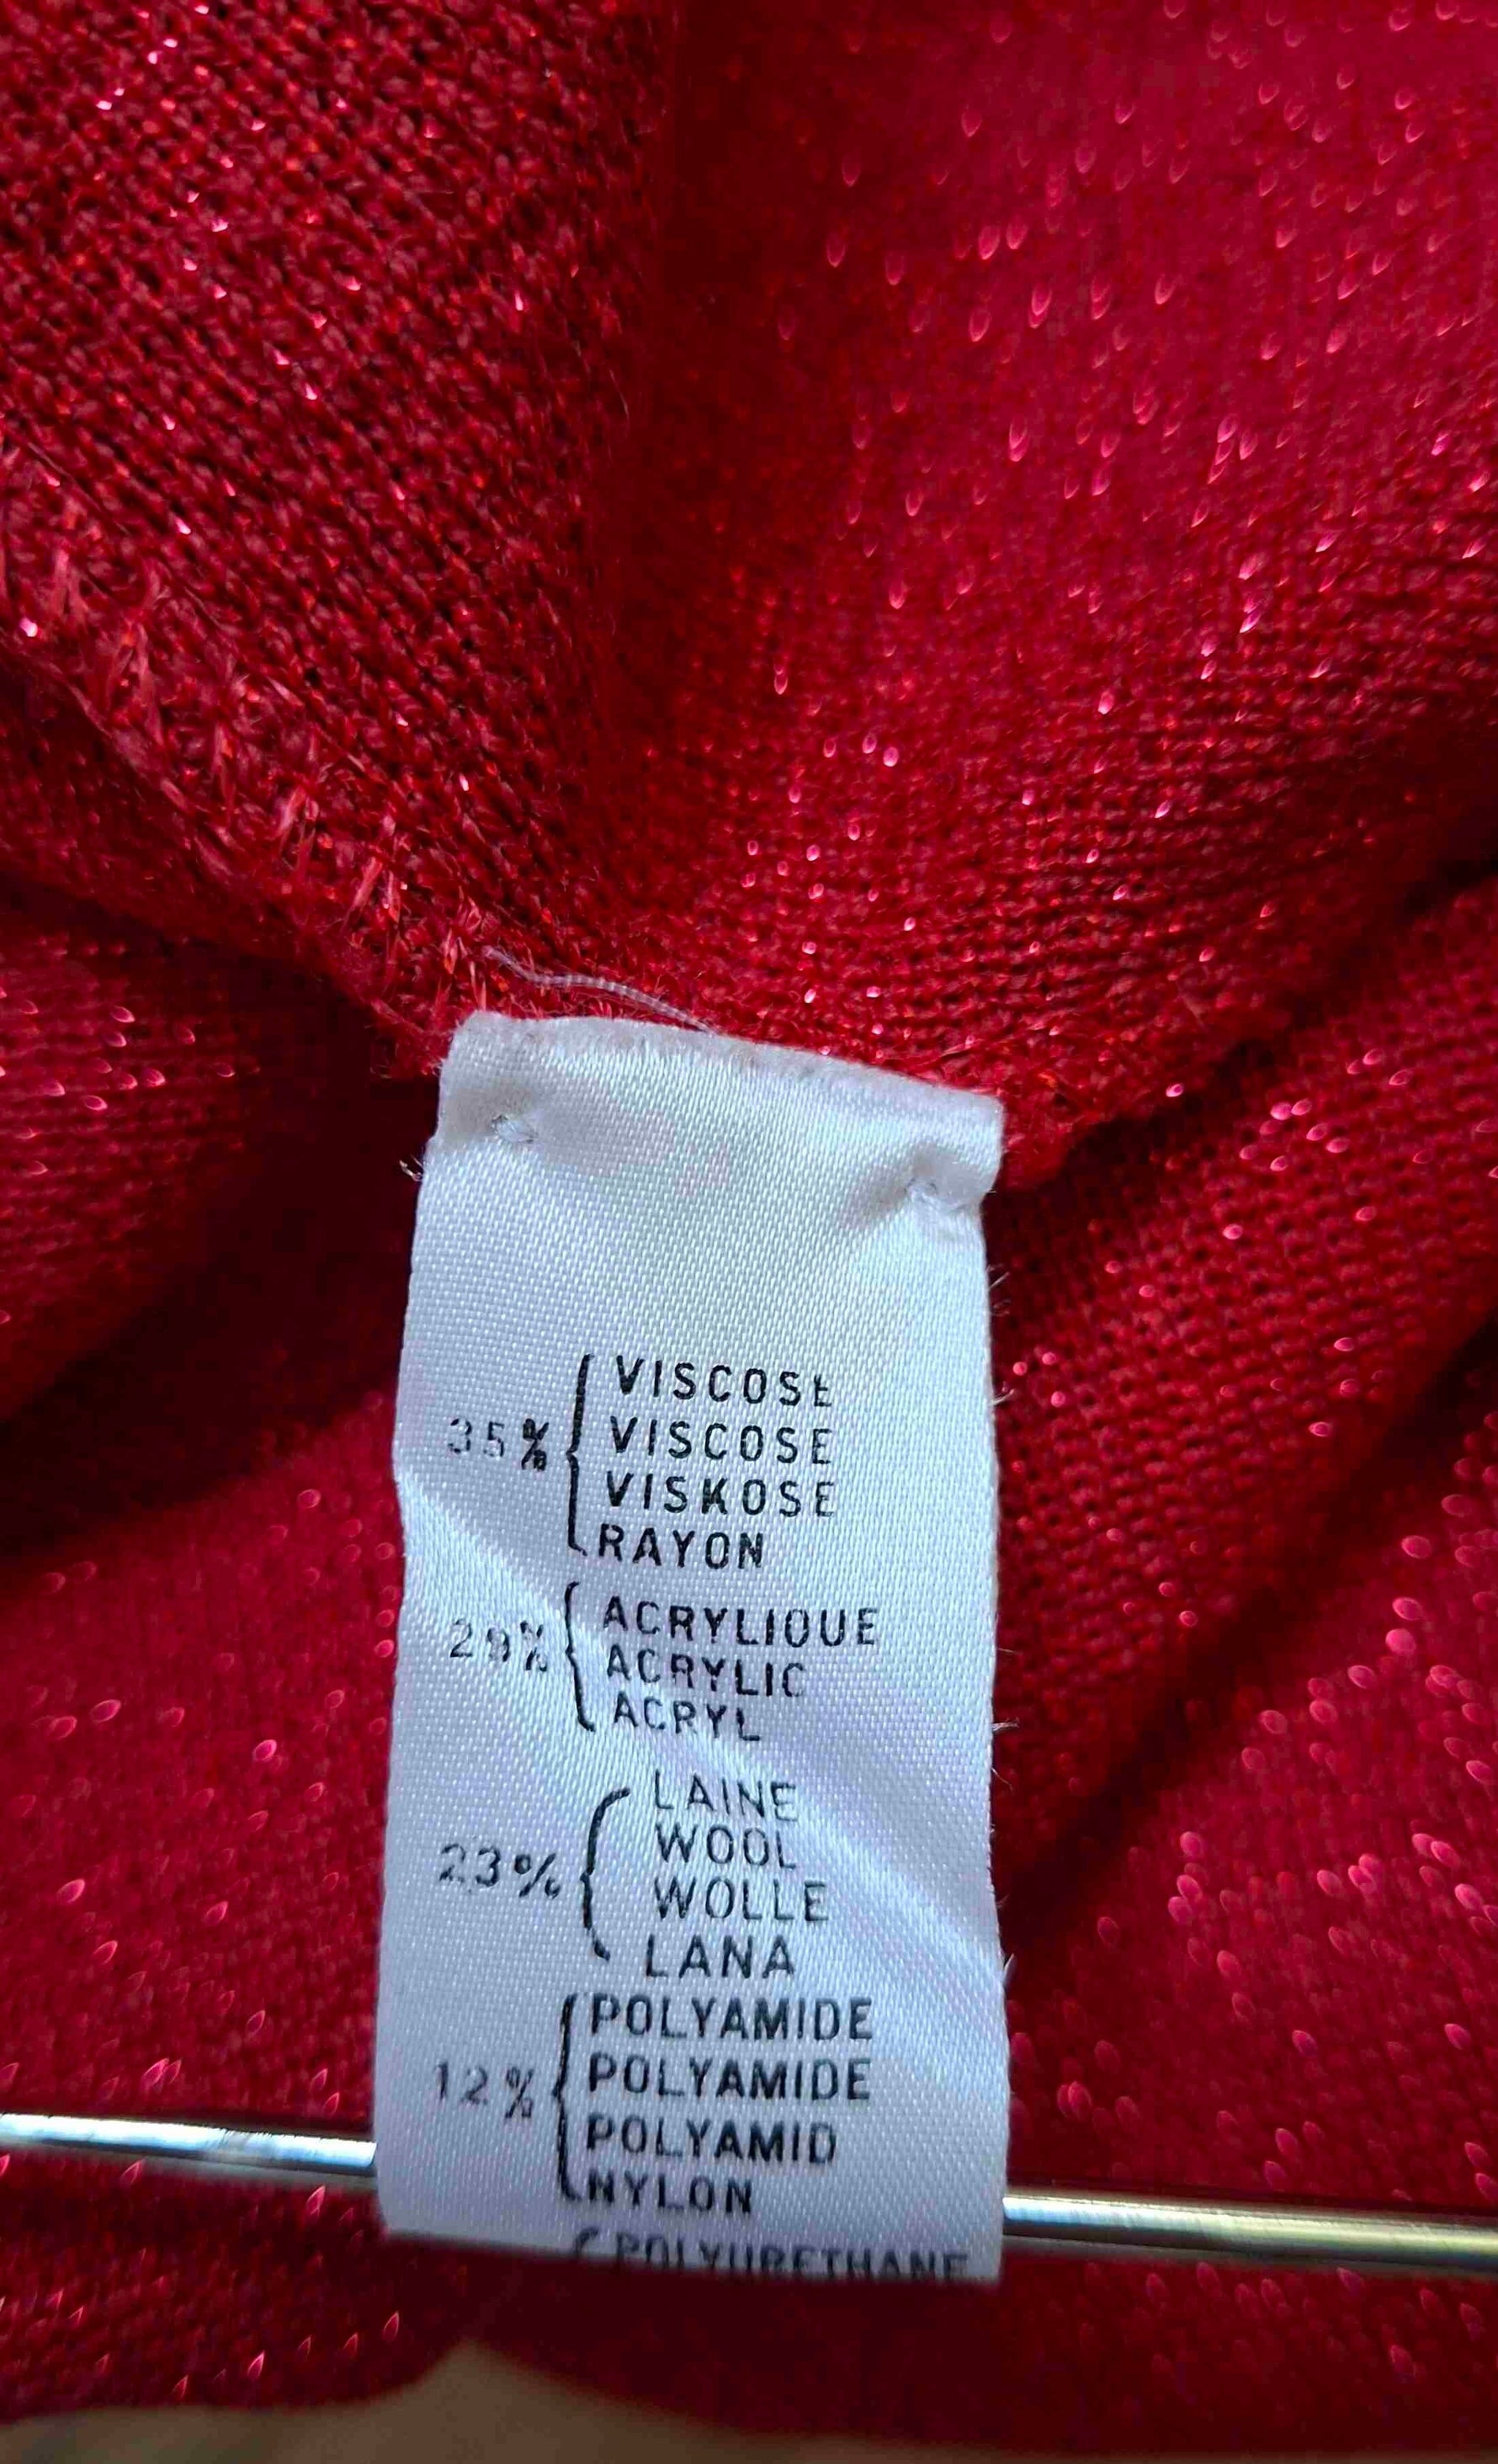 VISCOSE
35% VISCOSE
VISKOSE
RAYON
ACRYLIQUE
29% ACRYLIC
ACRYL
LAINE
WOOL
23% WOLLE
LANA
POLYAMIDE
12% POLYAMIDE
POLYAMID
NYLON
POLYURETHANE